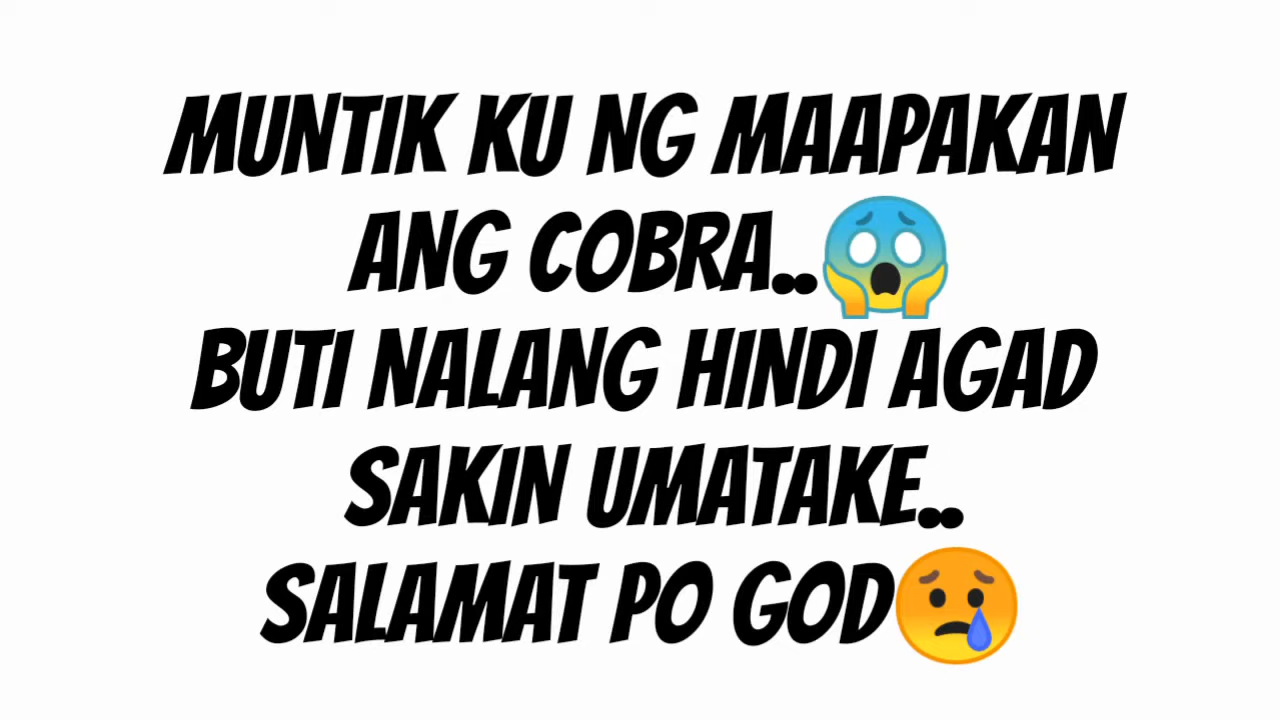 MUNTIK KU NG MAAPAKAN
ANG COBRA..😱
BUTI NALANG HINDI AGAD
SAKIN UMATAKE..
SALAMAT PO GOD😢